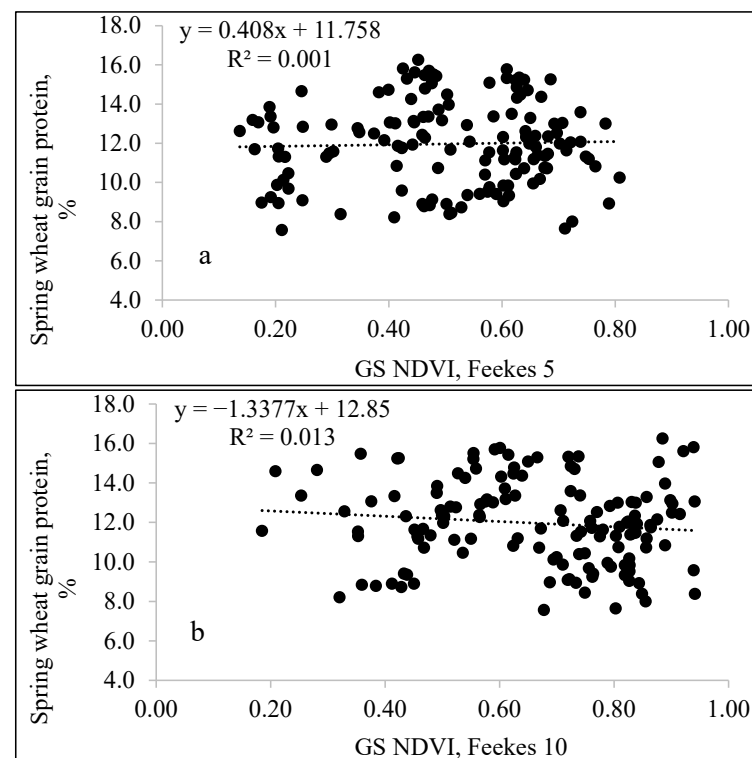 y = 0.408x + 11.758
R² = 0.001
18.0
16.0
14.0
12.0
10.0
8.0
6.0
4.0
Spring wheat grain protein,
%
a
0.00 0.20 0.40 0.60 0.80 1.00
GS NDVI, Feekes 5
y = −1.3377x + 12.85
R² = 0.013
18.0
16.0
14.0
12.0
10.0
8.0
6.0
4.0
Spring wheat grain protein,
%
b
0.00 0.20 0.40 0.60 0.80 1.00
GS NDVI, Feekes 10